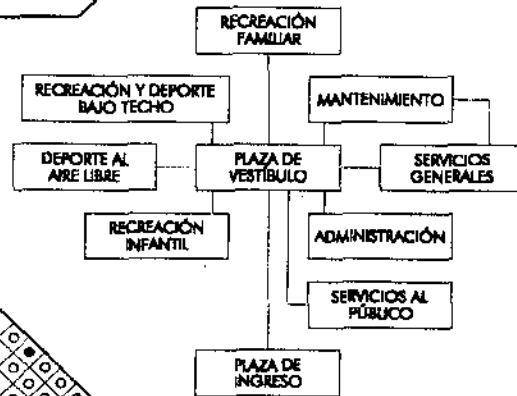 RECREACIÓN
FAMILIAR
RECREACIÓN Y DEPORTE
BAJO TECHO
MANTENIMIENTO
DEPORTE AL
AIRE LIBRE
PLAZA DE
VESTÍBULO
SERVICIOS
GENERALES
RECREACIÓN
INFANTIL
ADMINISTRACIÓN
SERVICIOS AL
PÚBLICO
PLAZA DE
INGRESO